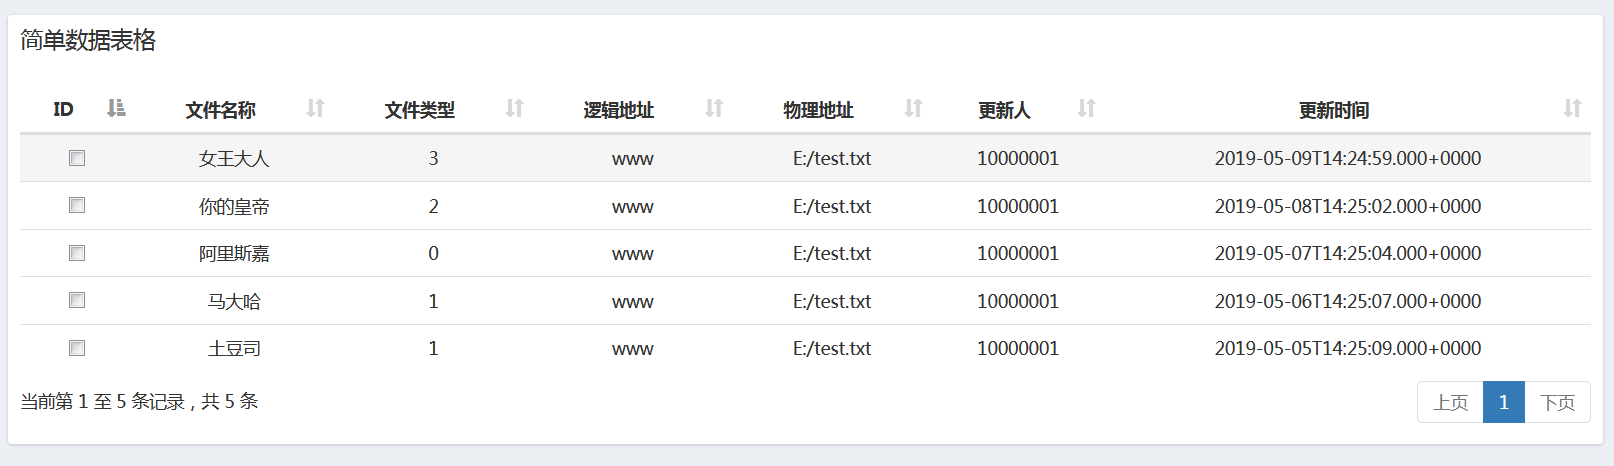 简单数据表格
ID 文件名称 文件类型 逻辑地址 物理地址 更新人 更新时间
女王大人 3 www E:/test.txt 10000001 2019-05-09T14:24:59.000+0000
你的皇帝 2 www E:/test.txt 10000001 2019-05-08T14:25:02.000+0000
阿里斯嘉 0 www E:/test.txt 10000001 2019-05-07T14:25:04.000+0000
马大哈 1 www E:/test.txt 10000001 2019-05-06T14:25:07.000+0000
土豆司 1 www E:/test.txt 10000001 2019-05-05T14:25:09.000+0000
当前第 1 至 5 条记录，共 5 条 上页 1 下页